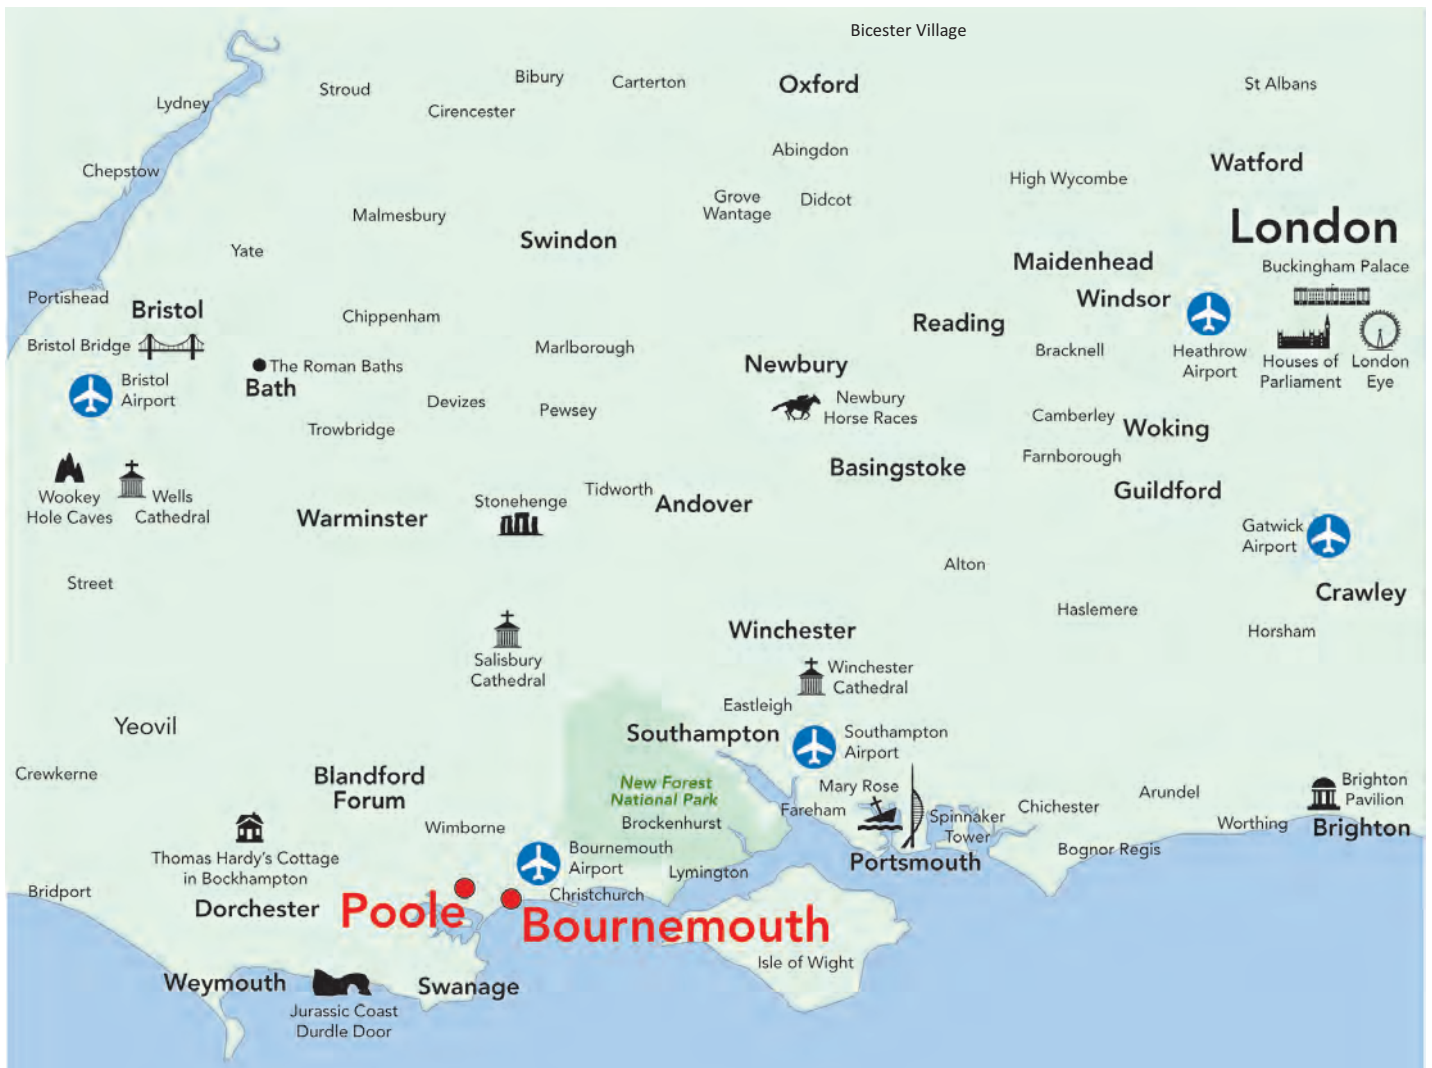 Bicester Village
Bibury
Carterton
Oxford
St Albans
Stroud
Lydney
Cirencester
Abingdon
Watford
Chepstow
High Wycombe
Grove
Wantage
Didcot
Malmesbury
London
Swindon
Yate
Maidenhead
Buckingham Palace
Portishead
Bristol
Windsor
Chippenham
Reading
Bristol Bridge
Marlborough
Bracknell
Heathrow
Airport
Houses of
Parliament
London
Eye
The Roman Baths
Bath
Newbury
Bristol
Airport
Devizes
Pewsey
Newbury
Horse Races
Camberley
Woking
Trowbridge
Farnborough
Basingstoke
Wookey
Hole Caves
Wells
Cathedral
Stonehenge
Tidworth
Andover
Guildford
Warminster
Gatwick
Airport
Street
Alton
Crawley
Haslemere
Winchester
Horsham
Salisbury
Cathedral
Winchester
Cathedral
Eastleigh
Yeovil
Southampton
Southampton
Airport
Crewkerne
Blandford
Forum
New Forest
National Park
Mary Rose
Brighton
Pavilion
Arundel
Chichester
Fareham
Spinnaker
Tower
Wimborne
Brockenhurst
Worthing
Brighton
Thomas Hardy's Cottage
in Bockhampton
Bournemouth
Airport
Lymington
Portsmouth
Bognor Regis
Bridport
Christchurch
Dorchester
Poole
Bournemouth
Isle of Wight
Weymouth
Swanage
Jurassic Coast
Durdle Door